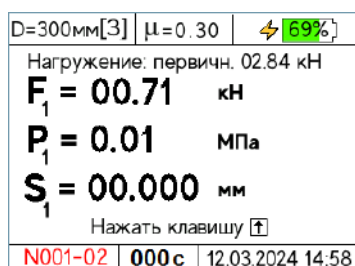 D=300мм[3] μ=0.30 69%
Нагружение: первичн. 02.84 кН
F1 = 00.71 кН
P1 = 0.01 МПа
S1 = 00.000 мм
Нажать клавишу ↑
N001-02 000с 12.03.2024 14:58